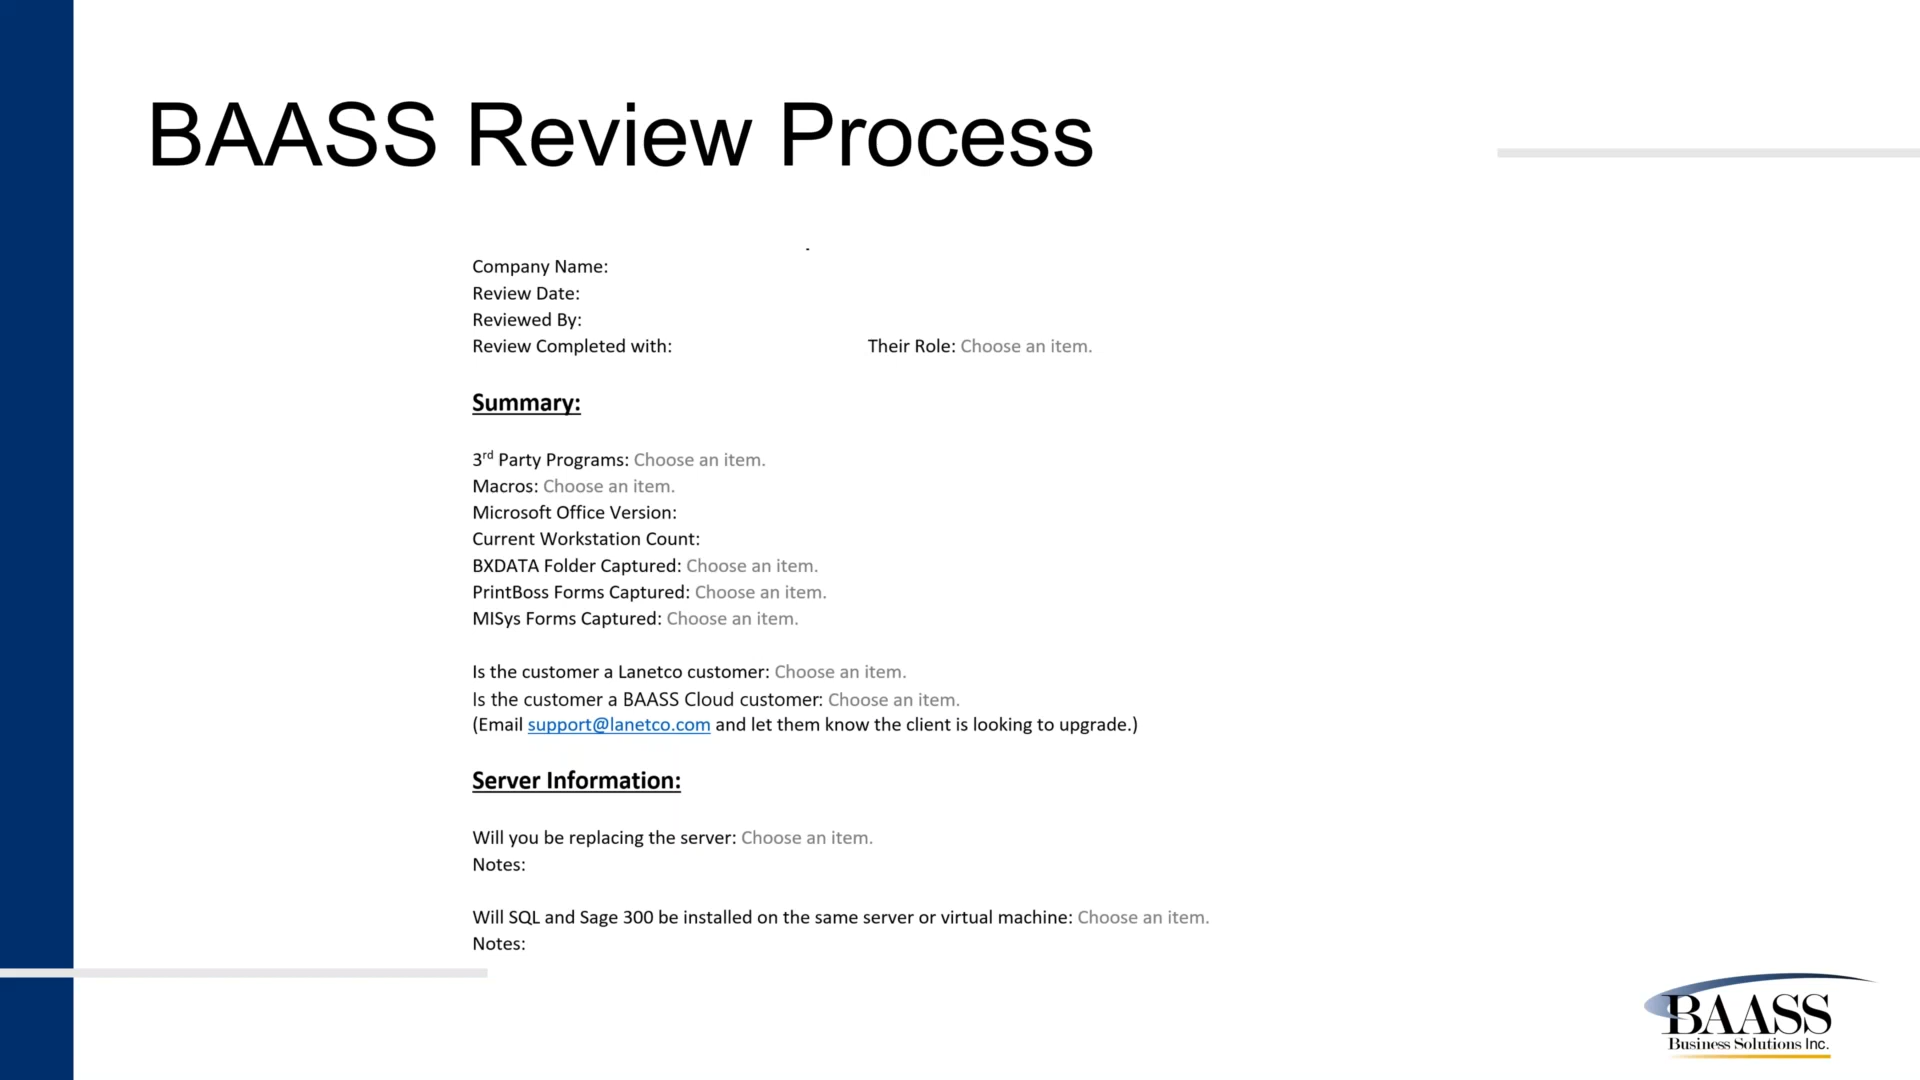 BAASS Review Process
Company Name:
Review Date:
Reviewed By:
Review Completed with: Their Role: Choose an item.
Summary:
3rd Party Programs: Choose an item.
Macros: Choose an item.
Microsoft Office Version:
Current Workstation Count:
BXDATA Folder Captured: Choose an item.
PrintBoss Forms Captured: Choose an item.
MISys Forms Captured: Choose an item.
Is the customer a Lanetco customer: Choose an item.
Is the customer a BAASS Cloud customer: Choose an item.
(Email support@lanetco.com and let them know the client is looking to upgrade.)
Server Information:
Will you be replacing the server: Choose an item.
Notes:
Will SQL and Sage 300 be installed on the same server or virtual machine: Choose an item.
Notes:
BAASS
Business Solutions Inc.